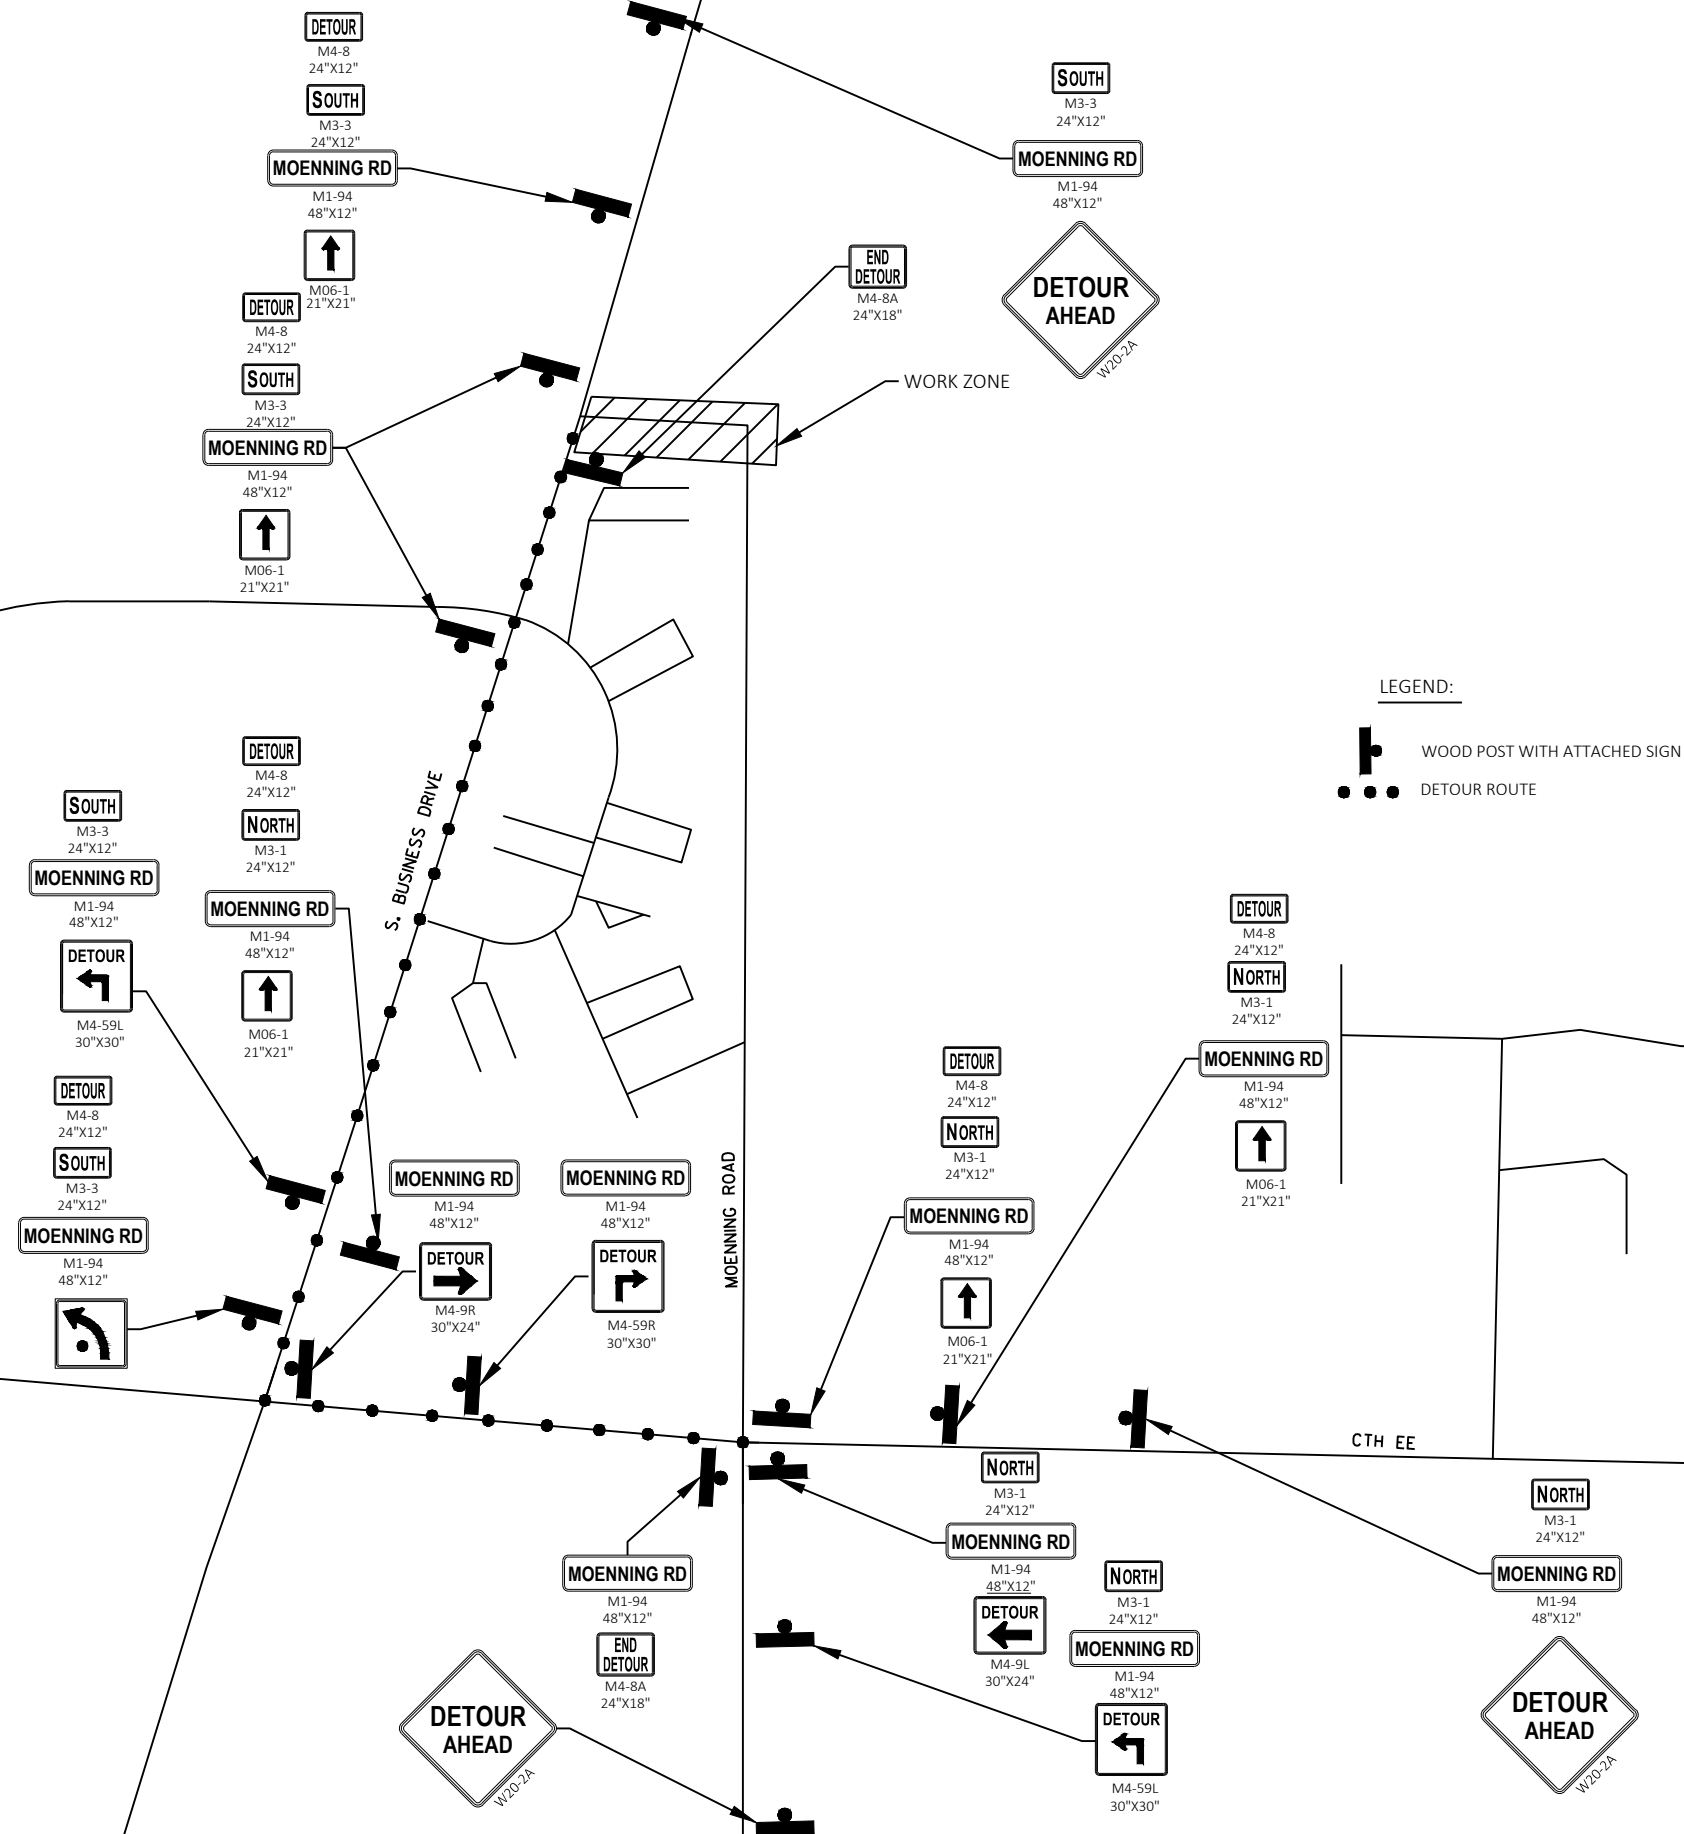 DETOUR
M4-8
24"X12"
SOUTH
M3-3
24"X12"
MOENNING RD
M1-94
48"X12"
M06-1
21"X21"
SOUTH
M3-3
24"X12"
MOENNING RD
M1-94
48"X12"
DETOUR
AHEAD
W20-2A
END
DETOUR
M4-8A
24"X18"
WORK ZONE
DETOUR
M4-8
24"X12"
SOUTH
M3-3
24"X12"
MOENNING RD
M1-94
48"X12"
M06-1
21"X21"
LEGEND:
WOOD POST WITH ATTACHED SIGN
DETOUR ROUTE
S. BUSINESS DRIVE
DETOUR
M4-8
24"X12"
NORTH
M3-1
24"X12"
MOENNING RD
M1-94
48"X12"
M06-1
21"X21"
SOUTH
M3-3
24"X12"
MOENNING RD
M1-94
48"X12"
DETOUR
M4-59L
30"X30"
DETOUR
M4-8
24"X12"
SOUTH
M3-3
24"X12"
MOENNING RD
M1-94
48"X12"
MOENNING RD
M1-94
48"X12"
DETOUR
M4-9R
30"X24"
MOENNING RD
M1-94
48"X12"
DETOUR
M4-59R
30"X30"
MOENNING ROAD
DETOUR
M4-8
24"X12"
NORTH
M3-1
24"X12"
MOENNING RD
M1-94
48"X12"
M06-1
21"X21"
DETOUR
M4-8
24"X12"
NORTH
M3-1
24"X12"
MOENNING RD
M1-94
48"X12"
M06-1
21"X21"
CTH EE
NORTH
M3-1
24"X12"
MOENNING RD
M1-94
48"X12"
DETOUR
M4-9L
30"X24"
NORTH
M3-1
24"X12"
MOENNING RD
M1-94
48"X12"
DETOUR
M4-59L
30"X30"
NORTH
M3-1
24"X12"
MOENNING RD
M1-94
48"X12"
DETOUR
AHEAD
W20-2A
MOENNING RD
M1-94
48"X12"
END
DETOUR
M4-8A
24"X18"
DETOUR
AHEAD
W20-2A